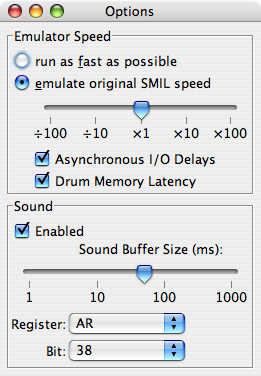 Options
Emulator Speed
run as fast as possible
emulate original SMIL speed
÷100 ÷10 ×1 ×10 ×100
Asynchronous I/O Delays
Drum Memory Latency
Sound
Enabled
Sound Buffer Size (ms):
1 10 100 1000
Register: AR
Bit: 38